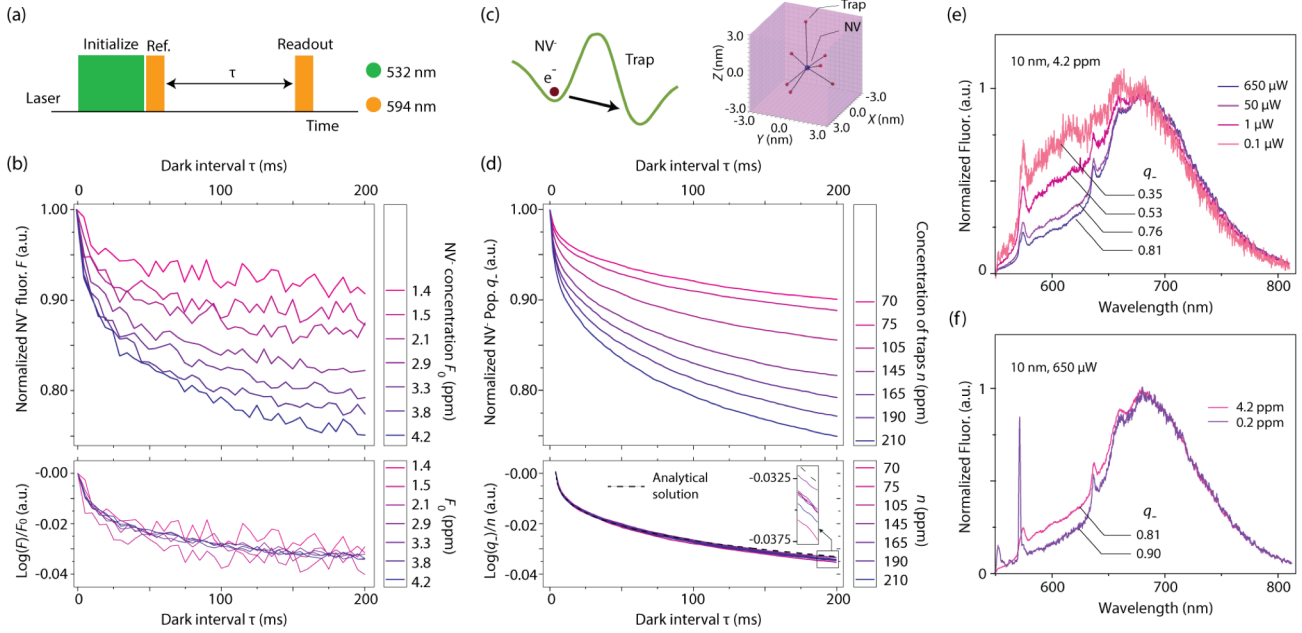 (a)
Initialize
Ref.
Readout
τ
532 nm
594 nm
Laser
Time
(b)
Dark interval τ (ms)
0
100
200
1.00
0.90
0.80
Normalized NV⁻ fluor. F (a.u.)
NV⁻ concentration F₀ (ppm)
1.4
1.5
2.1
2.9
3.3
3.8
4.2
-0.00
-0.02
-0.04
Log(F)/F₀ (a.u.)
F₀ (ppm)
1.4
1.5
2.1
2.9
3.3
3.8
4.2
0
100
200
Dark interval τ (ms)
(c)
NV⁻
e⁻
Trap
Trap
NV
3.0
0.0
-3.0
Z (nm)
-3.0
0.0
3.0
Y (nm)
-3.0
0.0
3.0
X (nm)
(d)
Dark interval τ (ms)
0
100
200
1.00
0.90
0.80
Normalized NV⁻ Pop. q₋ (a.u.)
Concentration of traps n (ppm)
70
75
105
145
165
190
210
-0.00
-0.02
-0.04
Log(q₋)/n (a.u.)
Analytical
solution
-0.0325
-0.0375
n (ppm)
70
75
105
145
165
190
210
0
100
200
Dark interval τ (ms)
(e)
10 nm, 4.2 ppm
650 μW
50 μW
1 μW
0.1 μW
q₋
0.35
0.53
0.76
0.81
1
0
Normalized Fluor. (a.u.)
600
700
800
Wavelength (nm)
(f)
10 nm, 650 μW
4.2 ppm
0.2 ppm
q₋
0.81
0.90
1
0
Normalized Fluor. (a.u.)
600
700
800
Wavelength (nm)